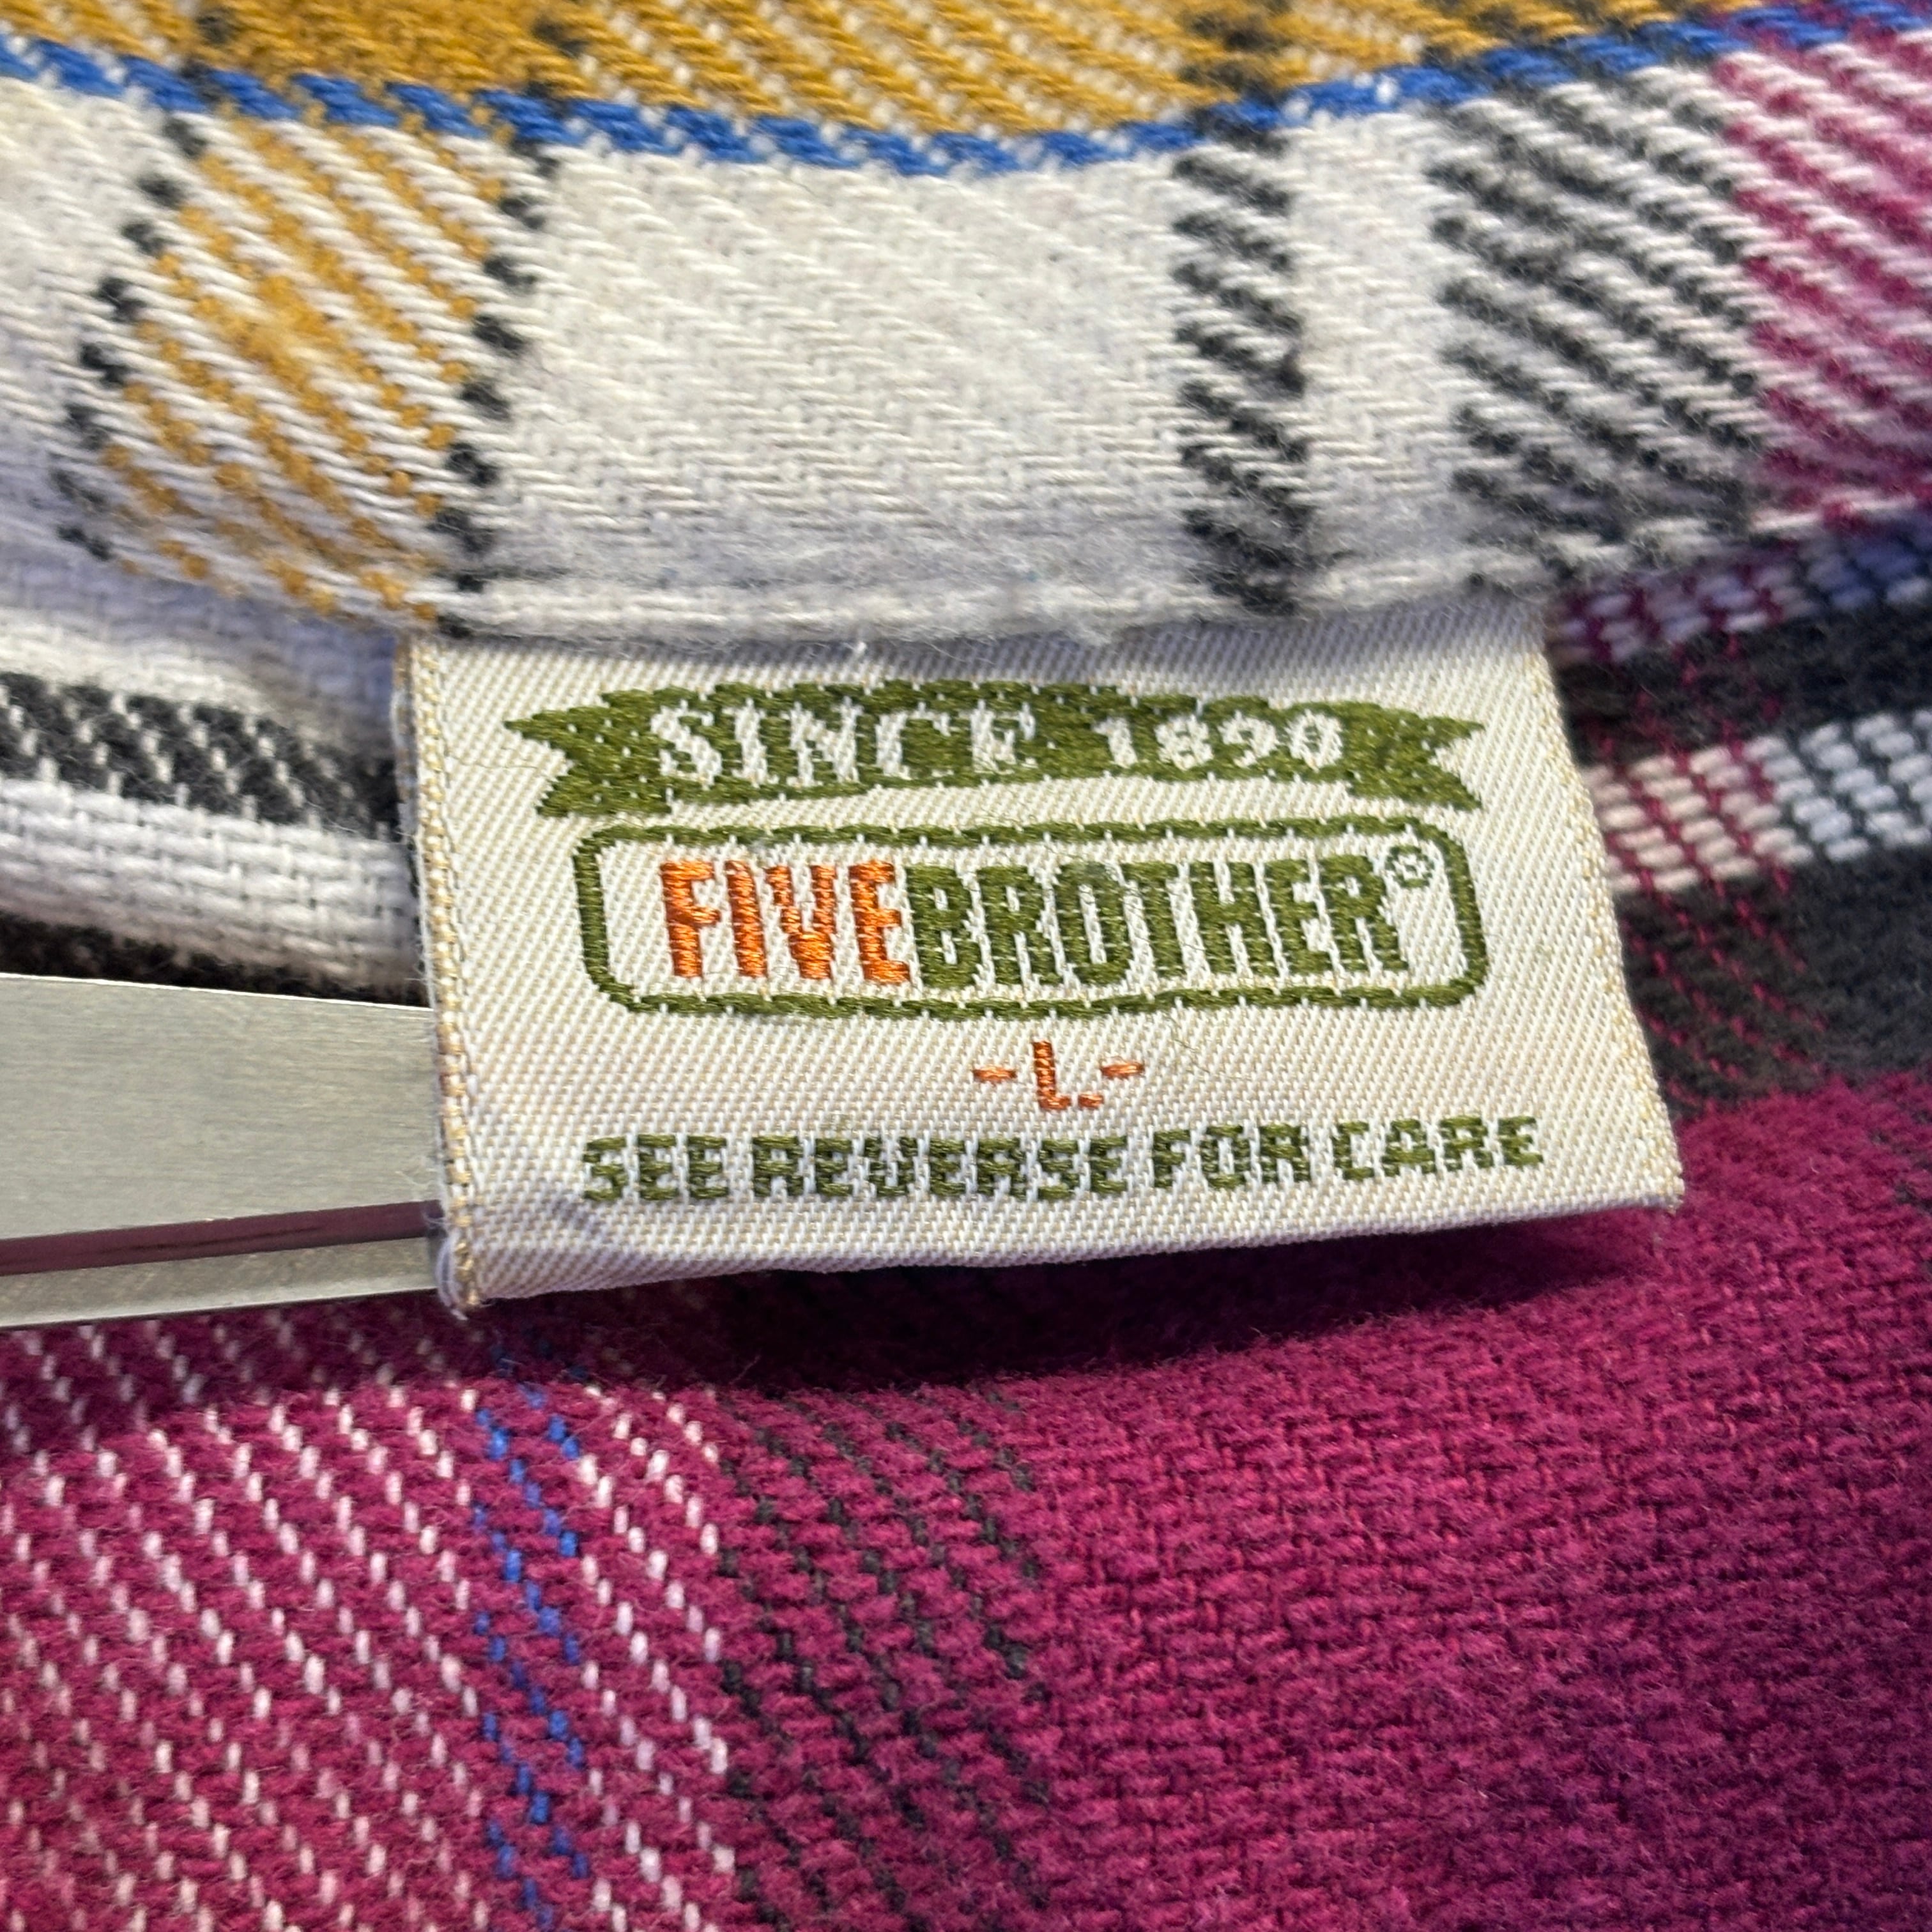 SINCE 1890
FIVEBROTHER®
-L-
SEE REVERSE FOR CARE